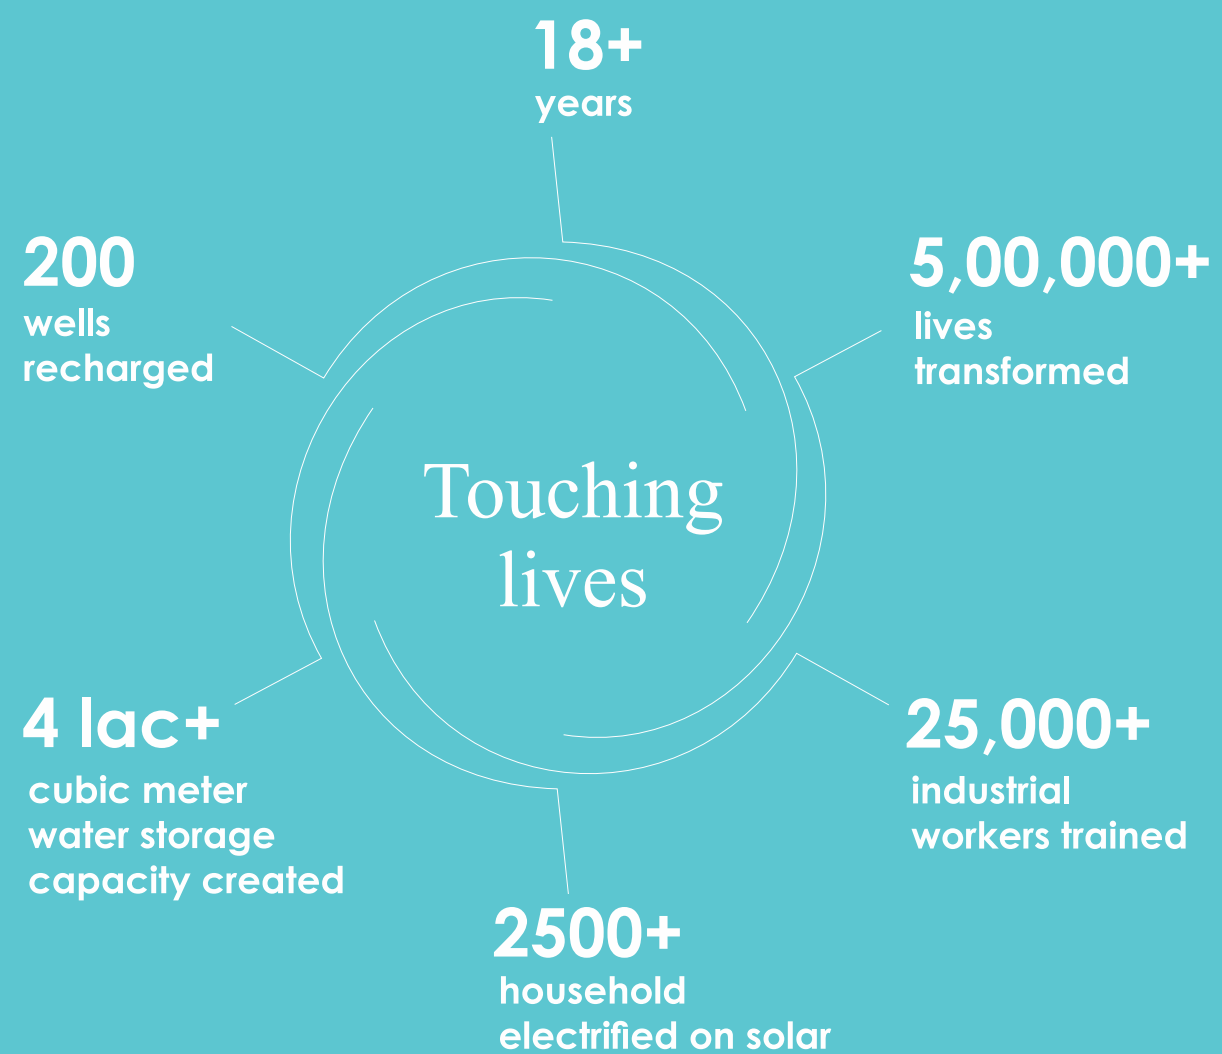 18+
years
200
wells
recharged
5,00,000+
lives
transformed
Touching
lives
4 lac+
cubic meter
water storage
capacity created
25,000+
industrial
workers trained
2500+
household
electrified on solar